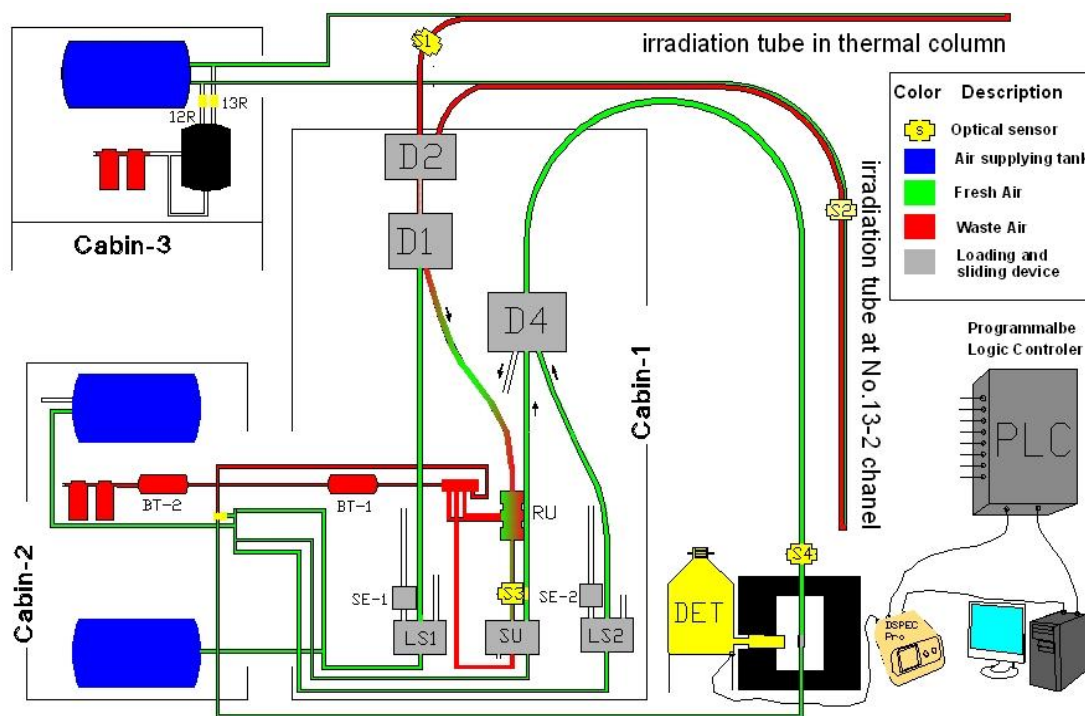 S1
irradiation tube in thermal column
12R
13R
Cabin-3
D2
D1
D4
Cabin-1
S2
irradiation tube at No.13-2 channel
Color Description
S Optical sensor
Air supplying tank
Fresh Air
Waste Air
Loading and
sliding device
Programmalbe
Logic Controler
PLC
BT-2
BT-1
RU
Cabin-2
SE-1
S3
SE-2
LS1
SU
LS2
S4
DET
DSPEC
Pro